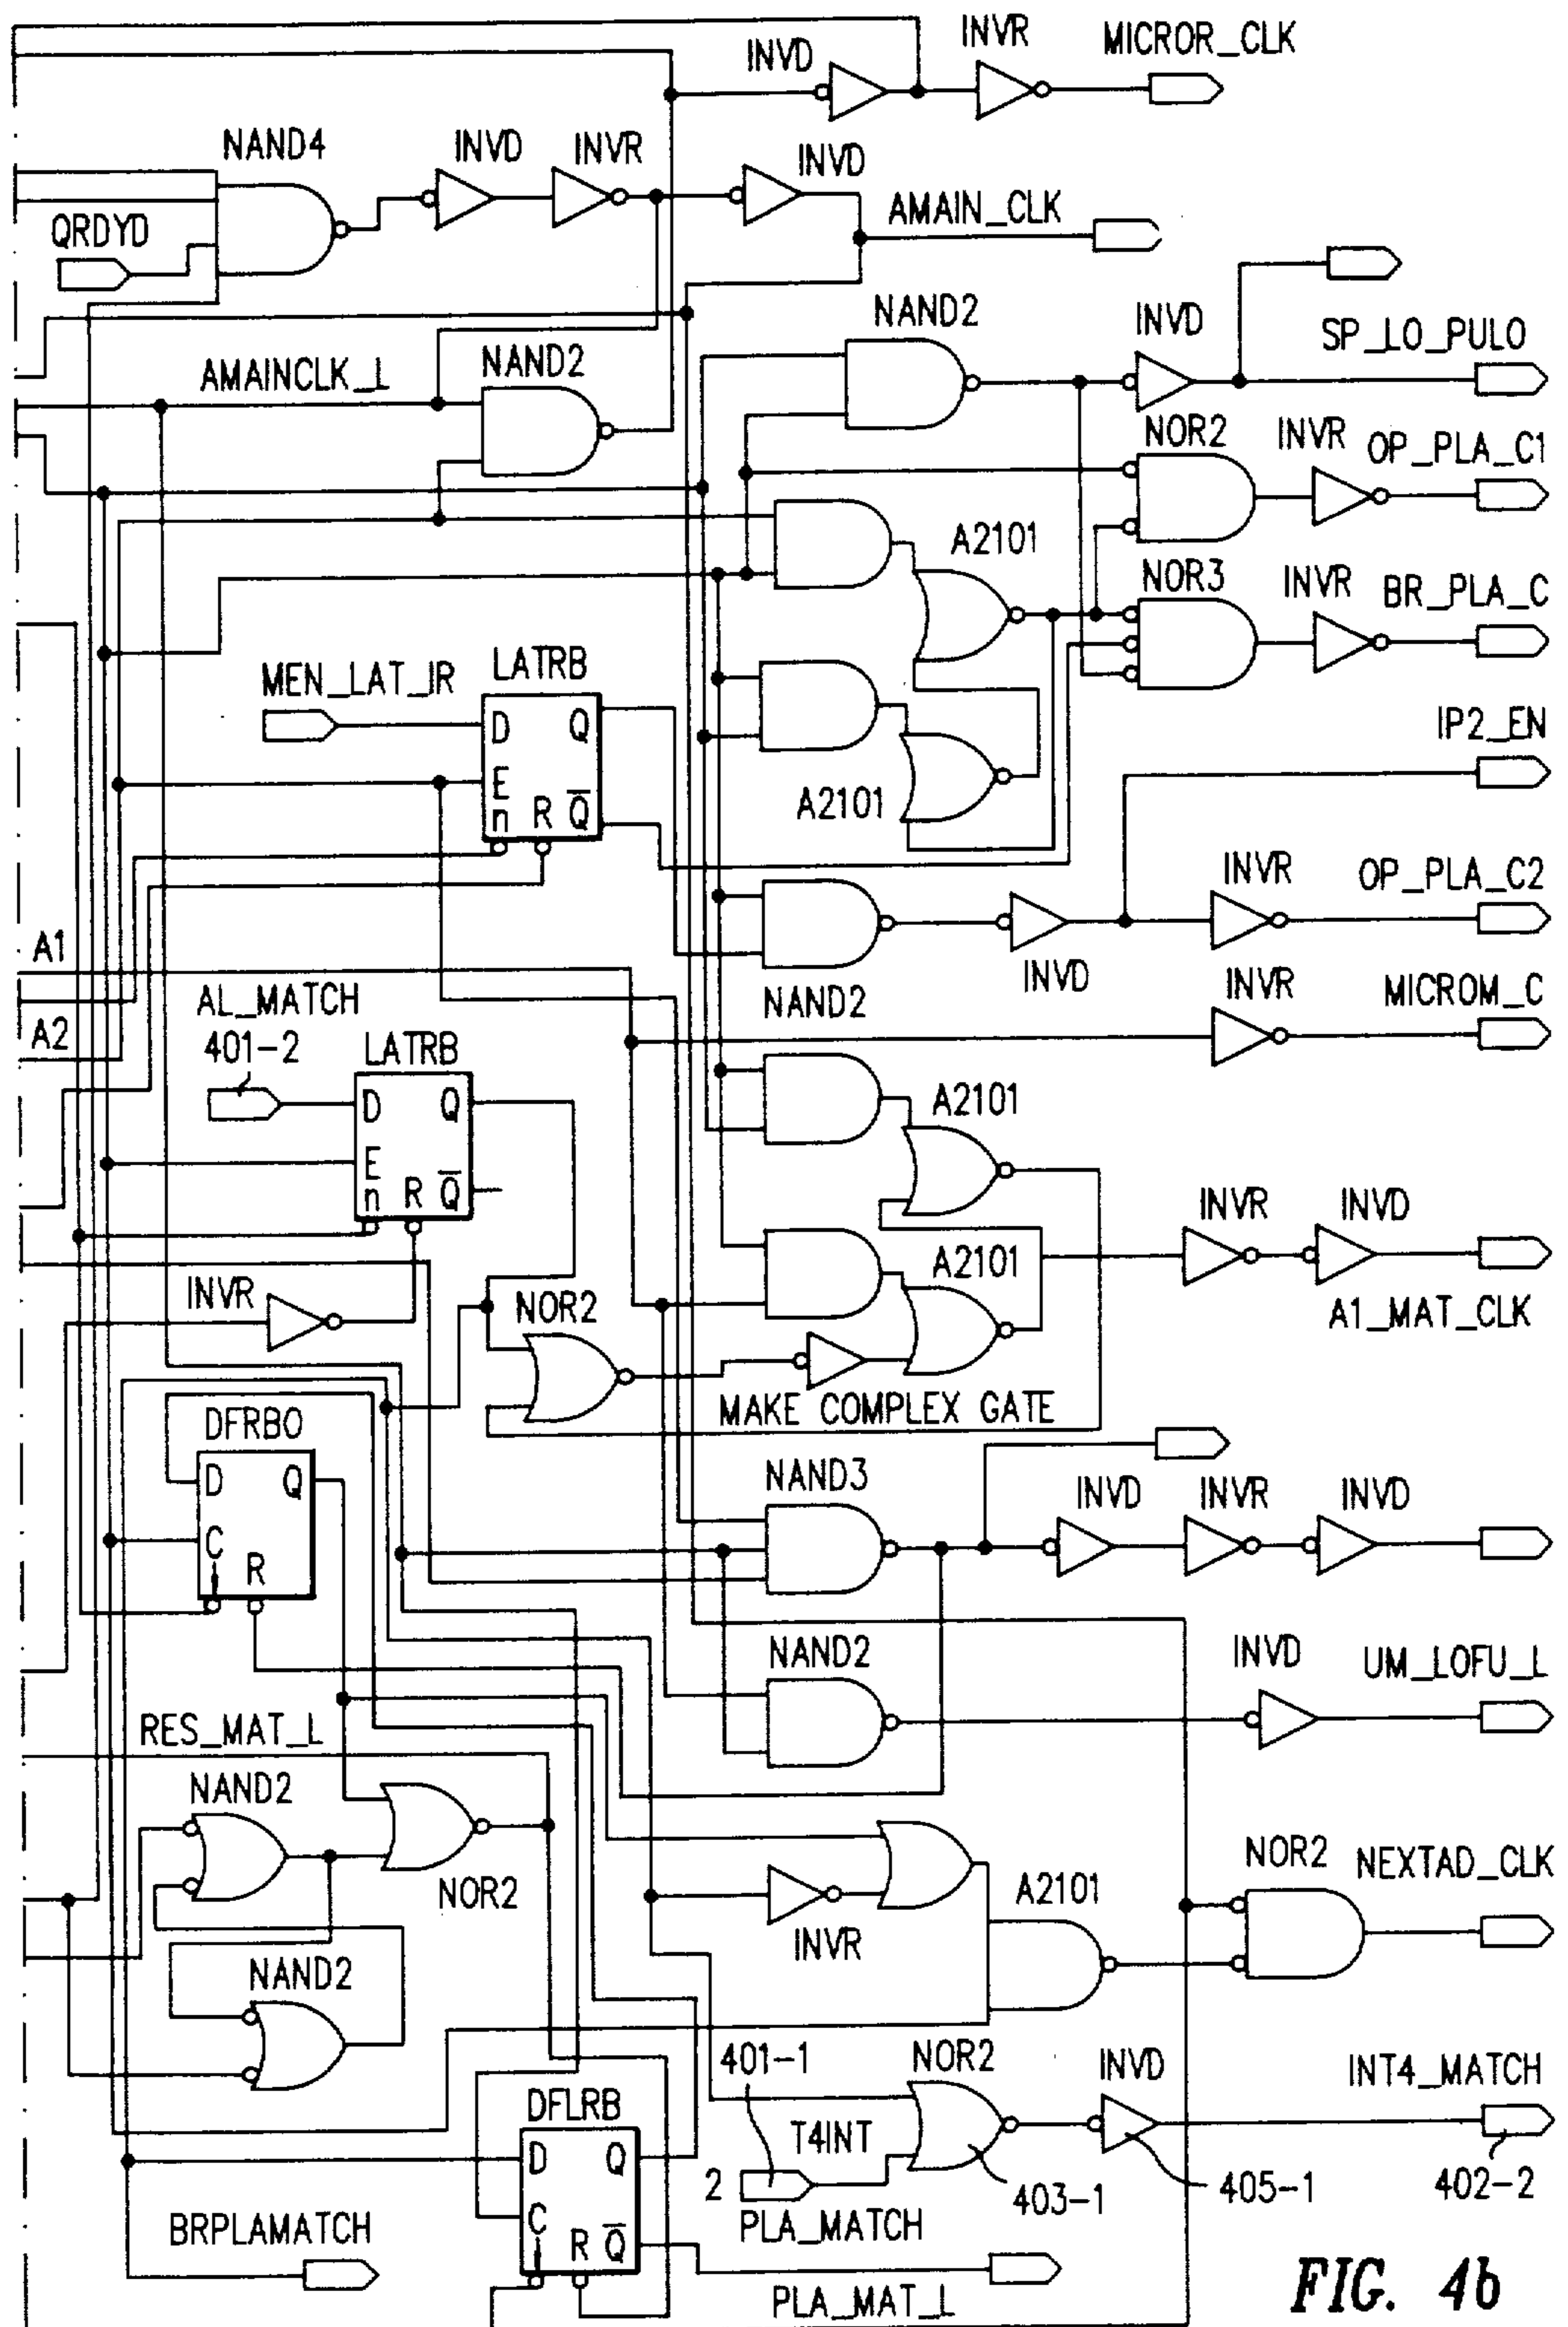 INVD INVR MICROR_CLK
NAND4 INVD INVR INVD
QRDYD AMAIN_CLK
NAND2 INVD SP_LO_PULO
AMAINCLK_L NAND2
NOR2 INVR OP_PLA_C1
A2101
NOR3 INVR BR_PLA_C
MEN_LAT_IR LATRB
D Q
E
n R Q̅
IP2_EN
A2101
INVR OP_PLA_C2
A1
NAND2 INVD
INVR MICROM_C
AL_MATCH
A2
401-2 LATRB
D Q
E
n R Q̅
A2101
INVR INVD
A2101
INVR NOR2 A1_MAT_CLK
MAKE COMPLEX GATE
DFRBO
D Q
C R
NAND3 INVD INVR INVD
NAND2 INVD UM_LOFU_L
RES_MAT_L
NAND2
NOR2
NOR2 NEXTAD_CLK
A2101
INVR
NAND2
401-1 NOR2 INVD INT4_MATCH
DFLRB
D Q
C R Q̅
T4INT
2
403-1 405-1 402-2
PLA_MATCH
BRPLAMATCH
PLA_MAT_L
FIG. 4b